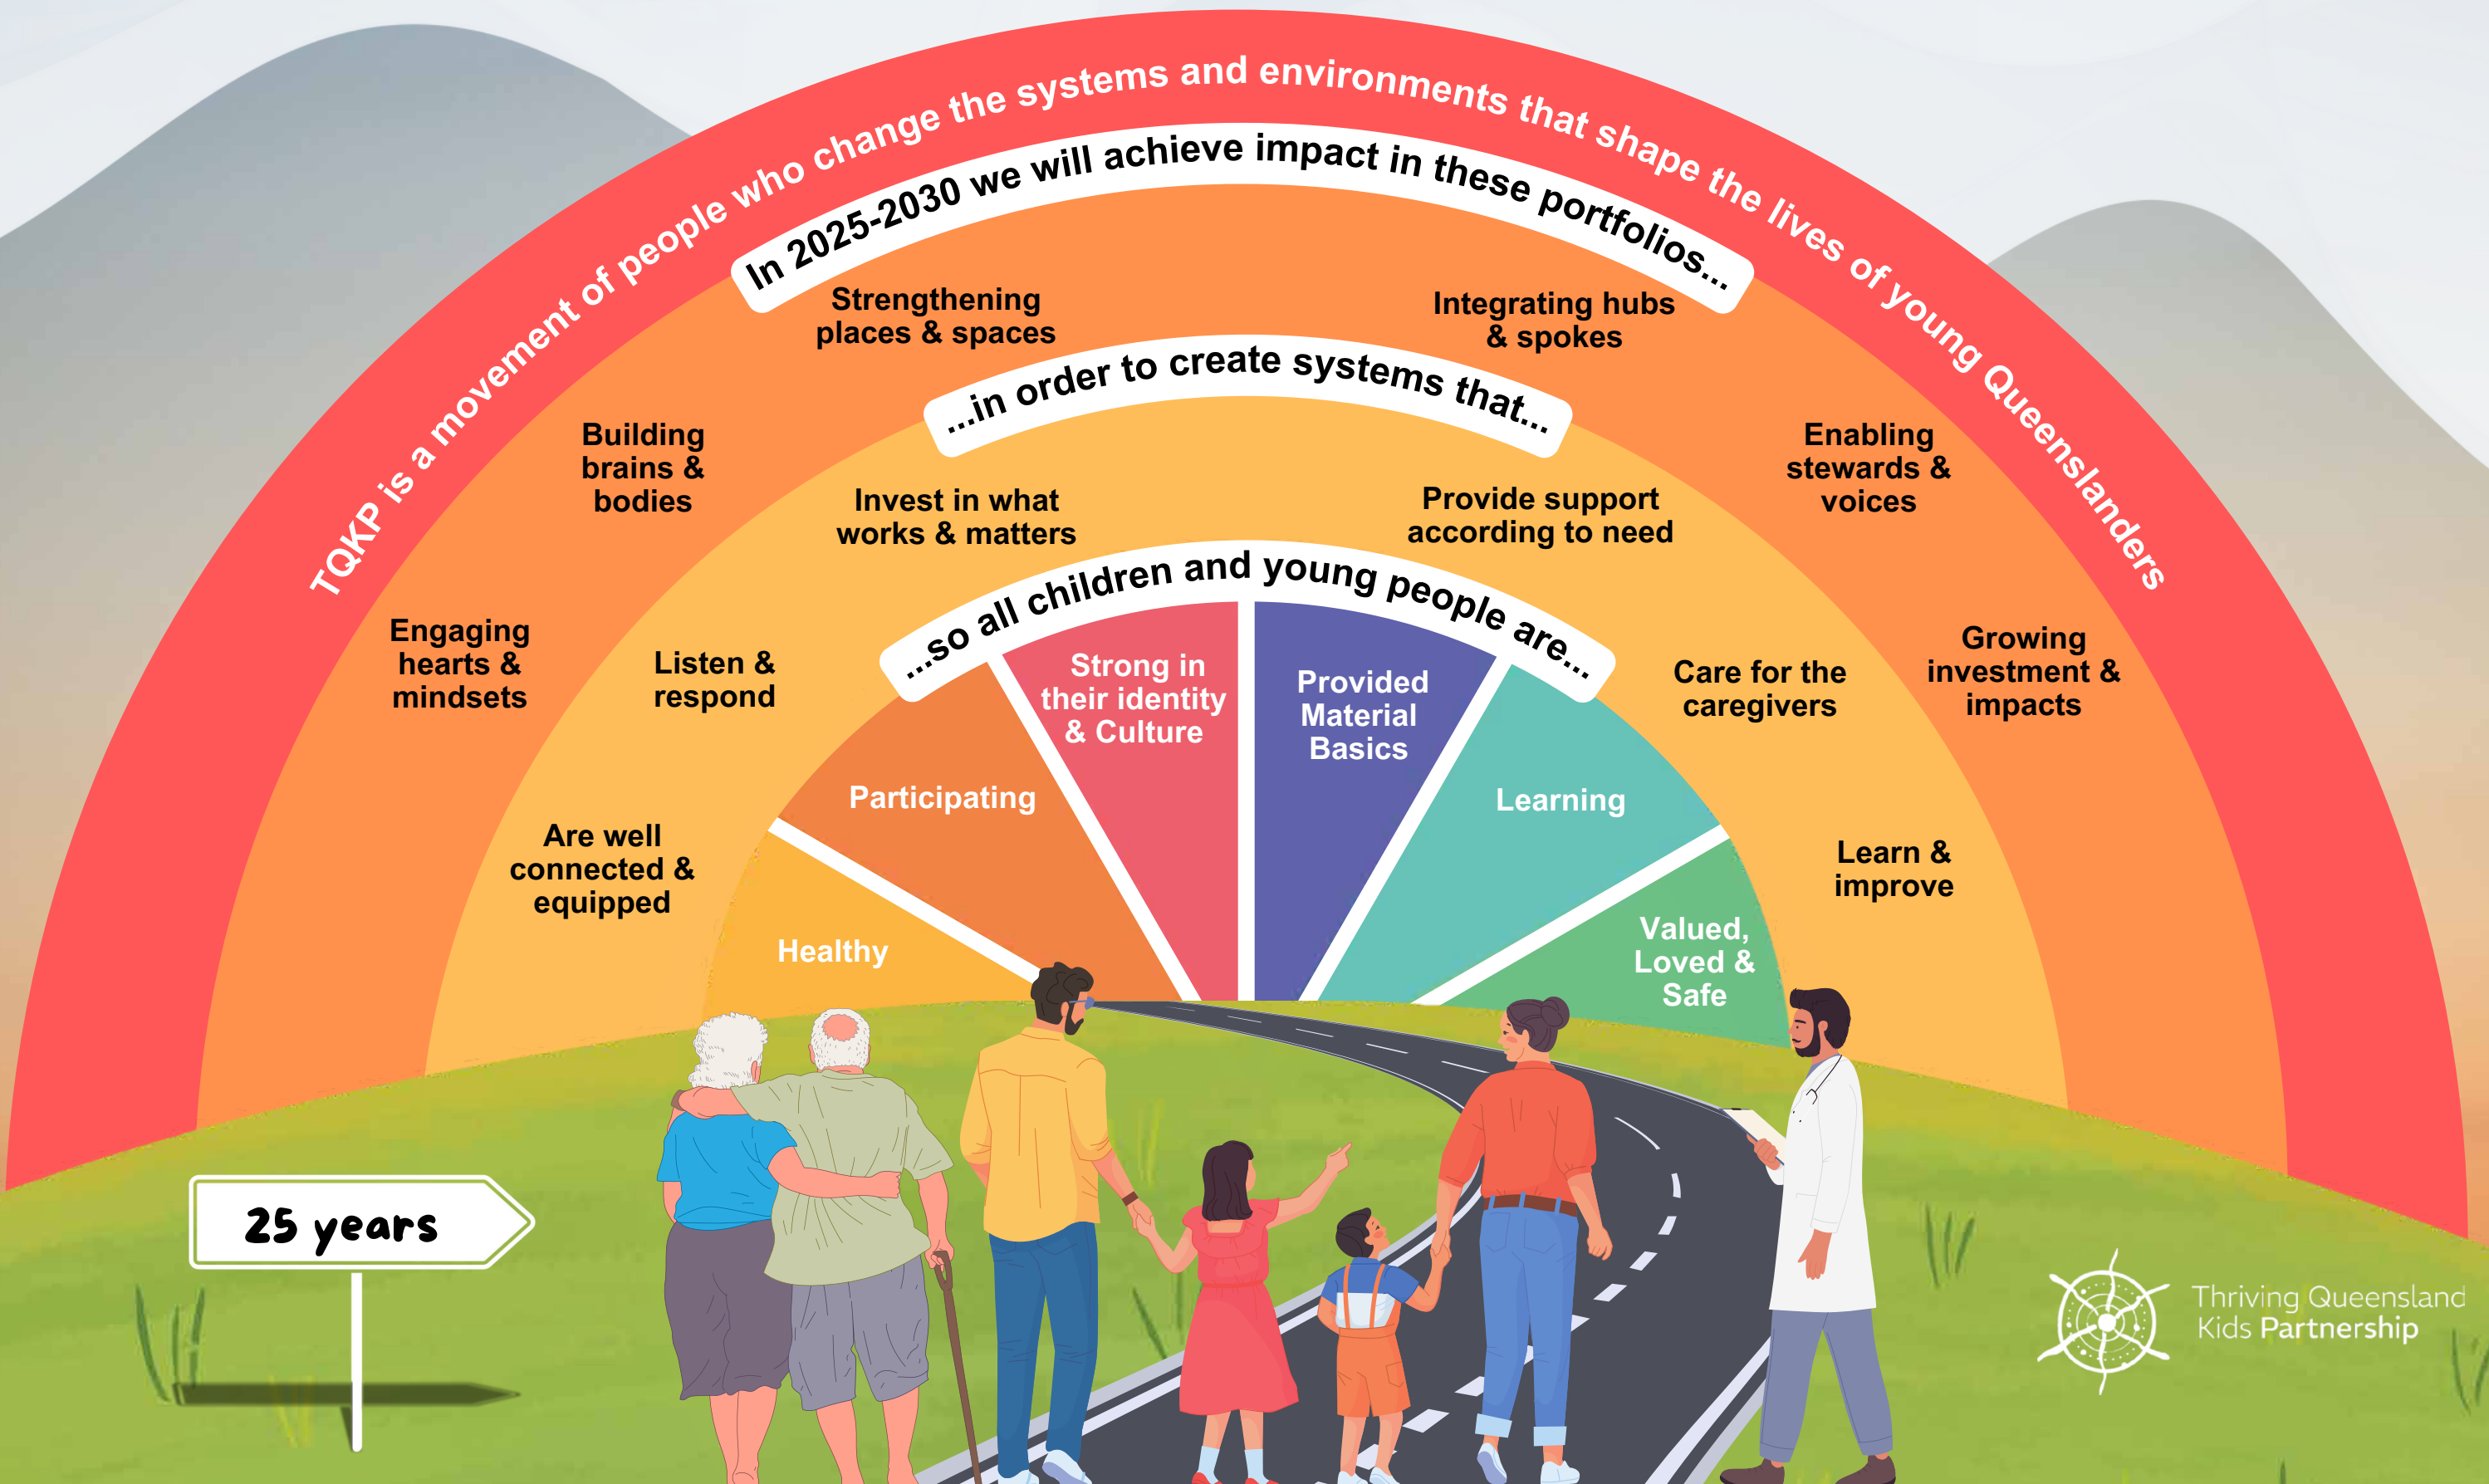 TQKP is a movement of people who change the systems and environments that shape the lives of young Queenslanders
In 2025-2030 we will achieve impact in these portfolios...
Engaging
hearts &
mindsets
Building
brains &
bodies
Strengthening
places & spaces
Integrating hubs
& spokes
Enabling
stewards &
voices
Growing
investment &
impacts
...in order to create systems that...
Are well
connected &
equipped
Listen &
respond
Invest in what
works & matters
Provide support
according to need
Care for the
caregivers
Learn &
improve
...so all children and young people are...
Healthy
Participating
Strong in
their identity
& Culture
Provided
Material
Basics
Learning
Valued,
Loved &
Safe
25 years
Thriving Queensland
Kids Partnership